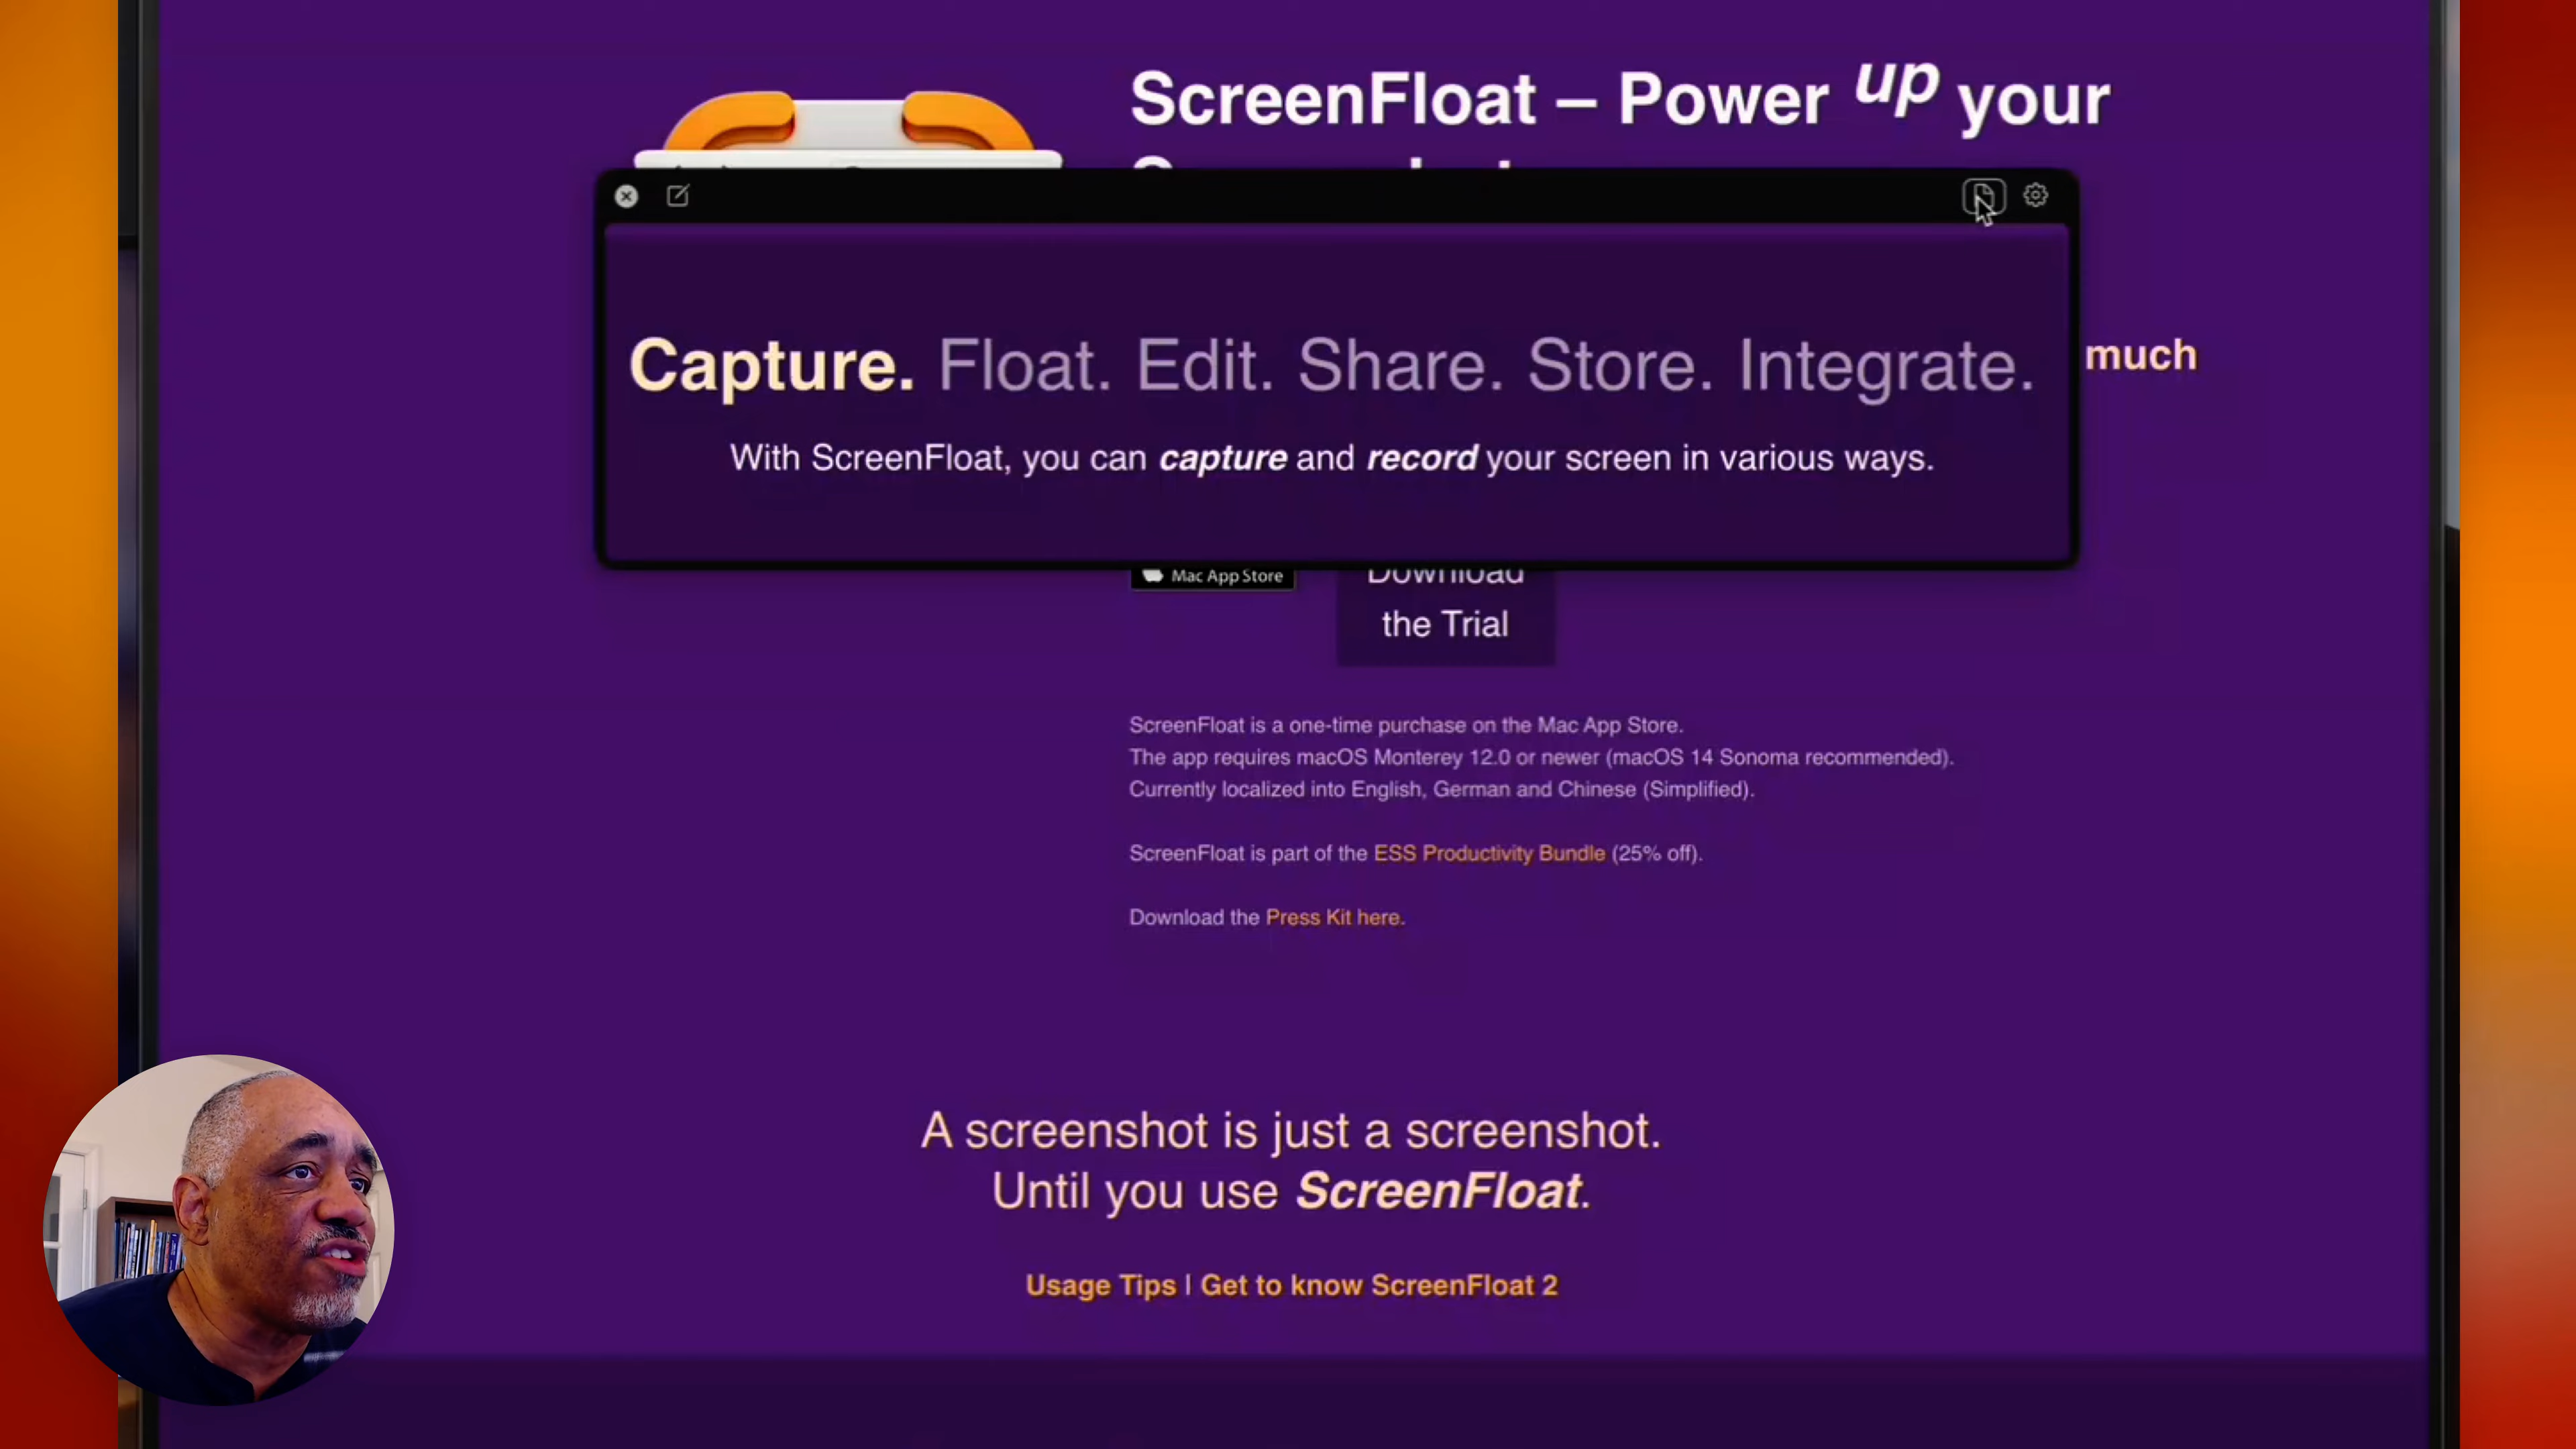 ScreenFloat – Power up your
Capture. Float. Edit. Share. Store. Integrate.
much
With ScreenFloat, you can capture and record your screen in various ways.
Mac App Store
Download
the Trial
ScreenFloat is a one-time purchase on the Mac App Store.
The app requires macOS Monterey 12.0 or newer (macOS 14 Sonoma recommended).
Currently localized into English, German and Chinese (Simplified).
ScreenFloat is part of the ESS Productivity Bundle (25% off).
Download the Press Kit here.
A screenshot is just a screenshot.
Until you use ScreenFloat.
Usage Tips | Get to know ScreenFloat 2